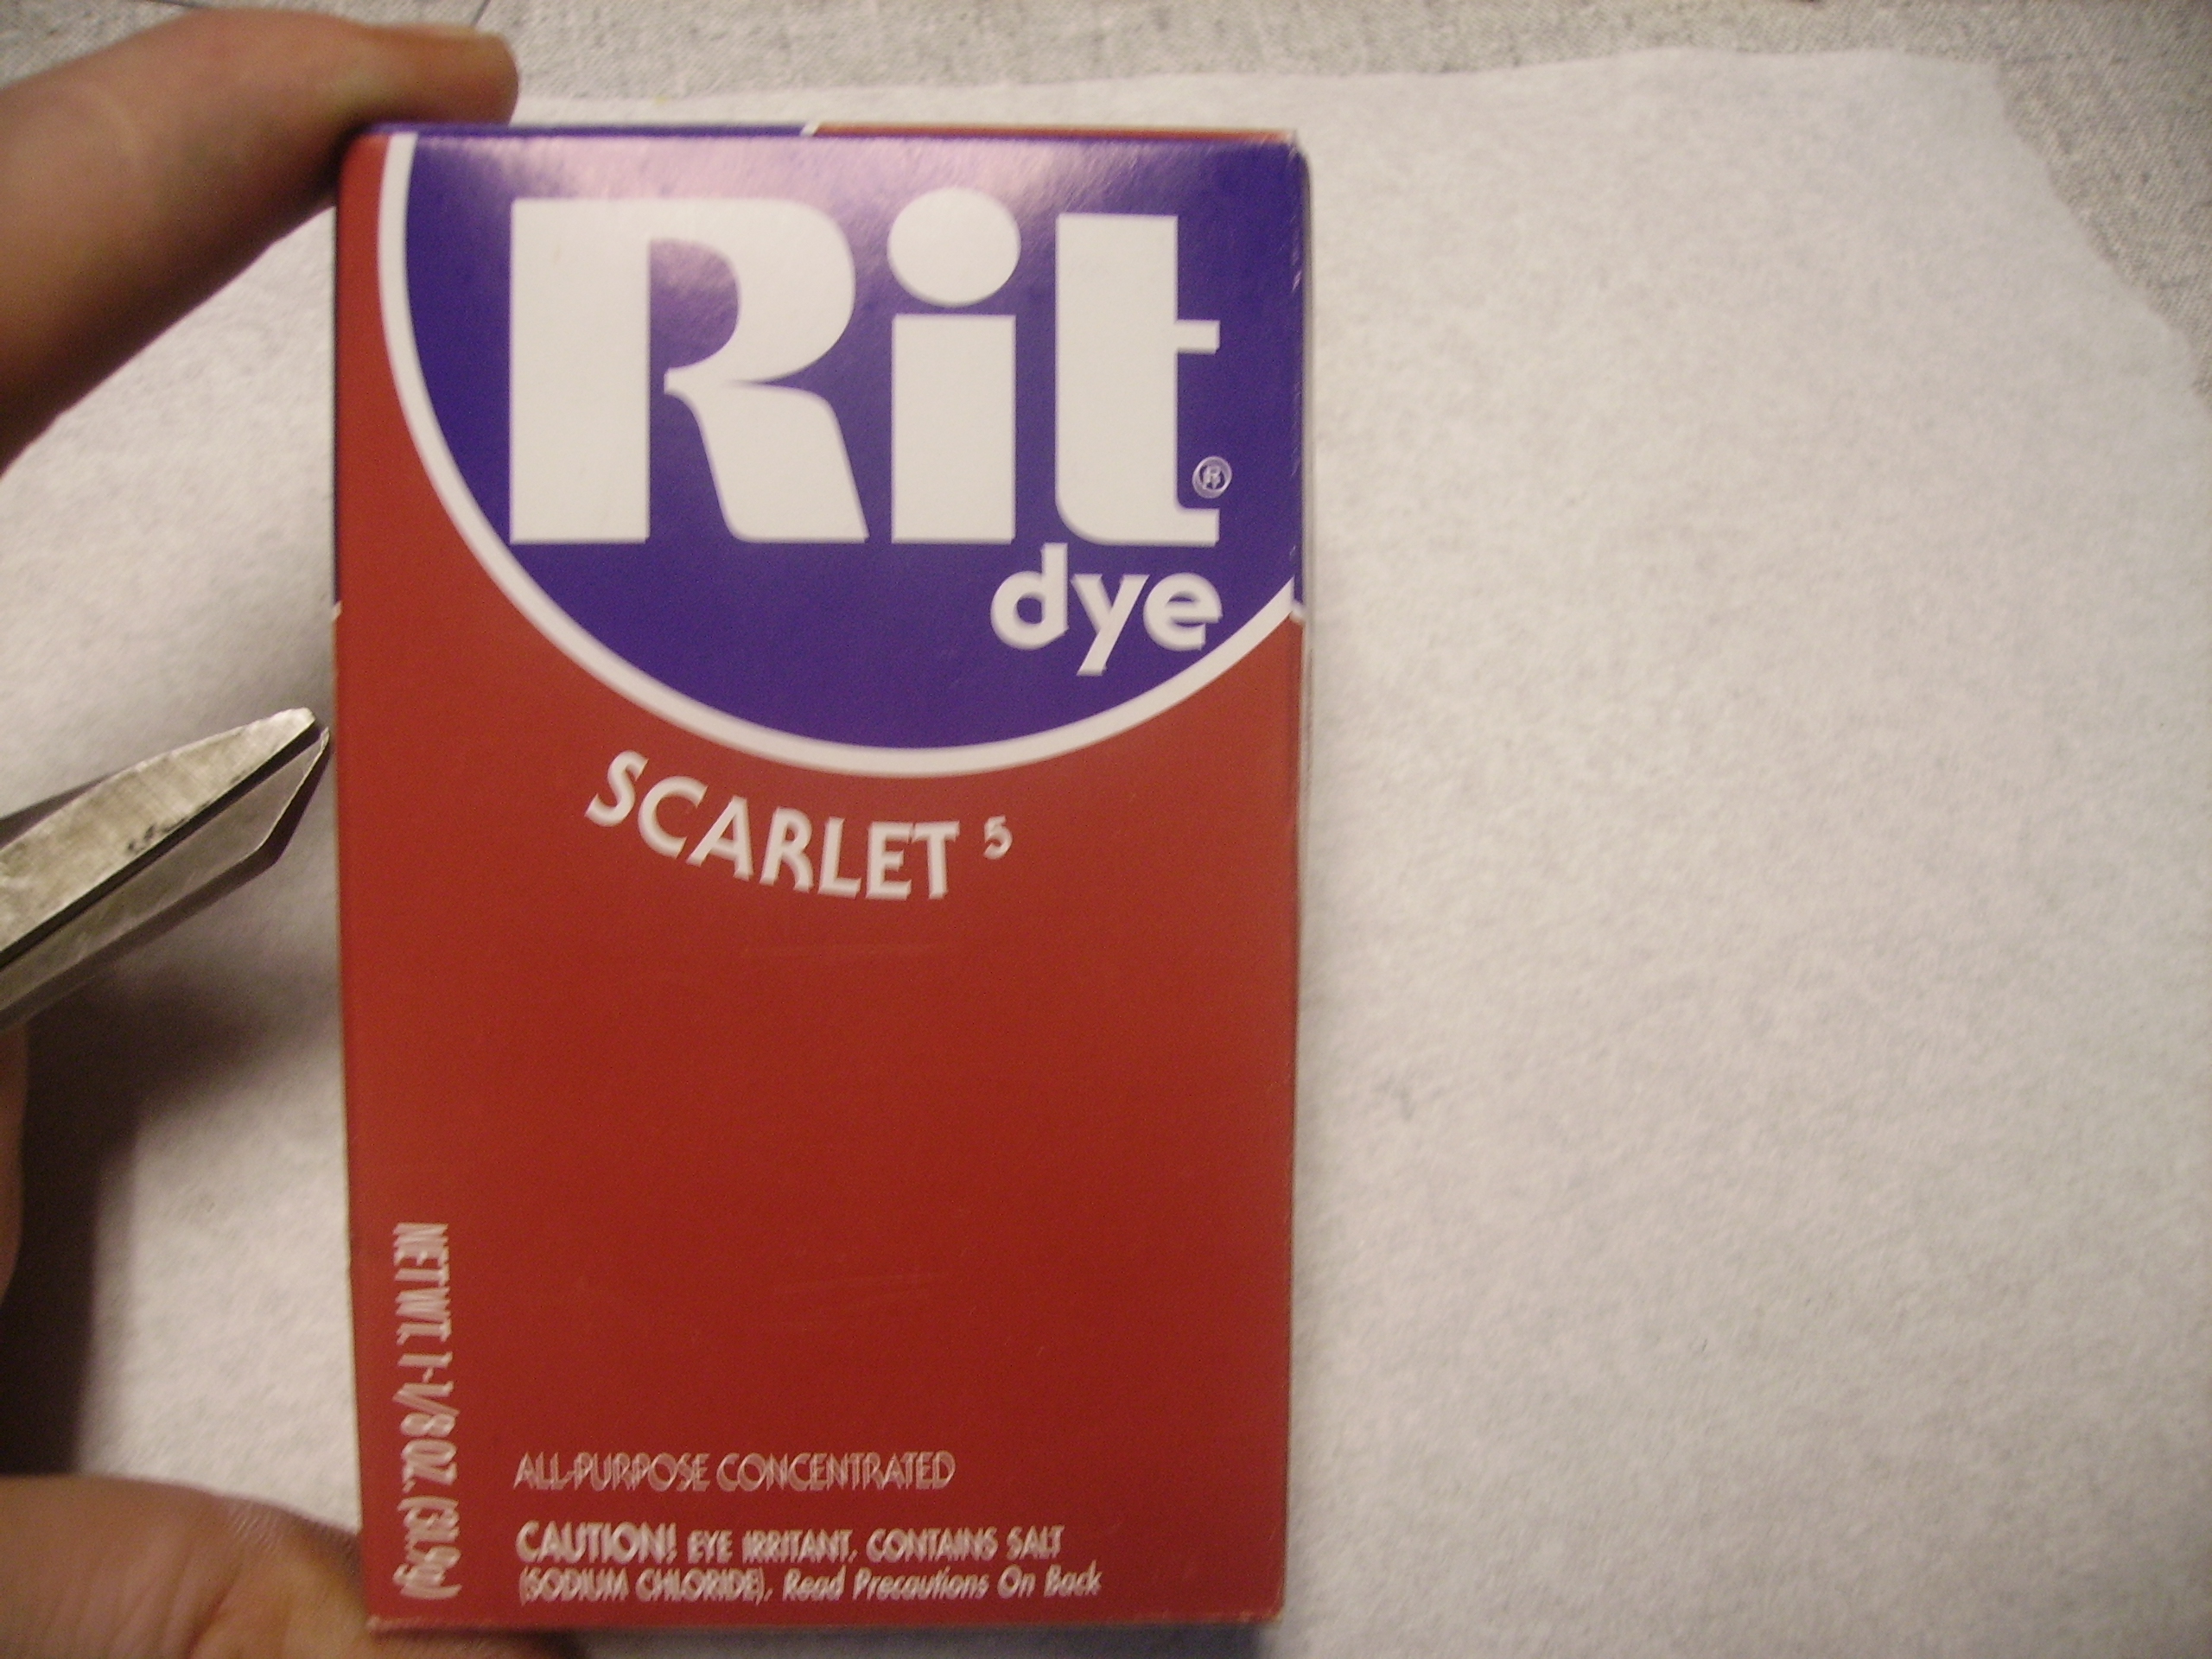 Rit®
dye
SCARLET 5
NET WT. 1-1/8 OZ. (31.9g)
ALL-PURPOSE CONCENTRATED
CAUTION! EYE IRRITANT. CONTAINS SALT
(SODIUM CHLORIDE). Read Precautions On Back